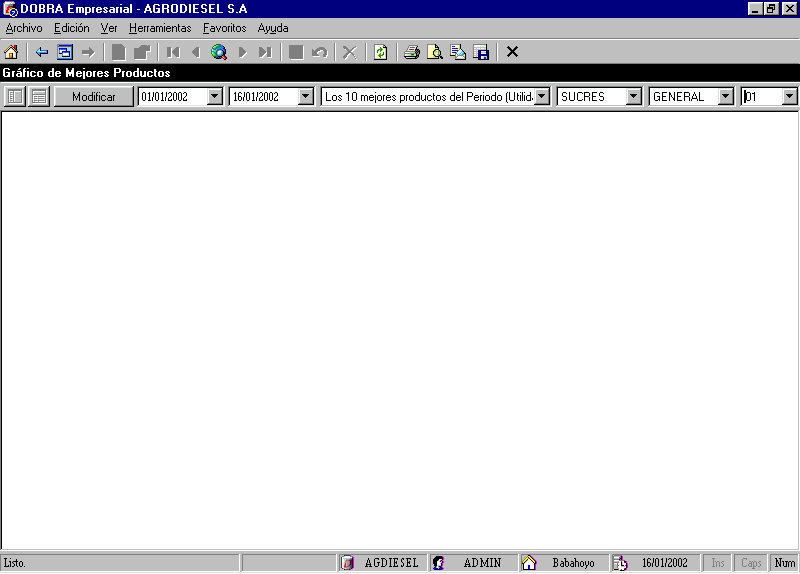 DOBRA Empresarial - AGRODIESEL S.A
Archivo Edición Ver Herramientas Favoritos Ayuda
Gráfico de Mejores Productos
Modificar 01/01/2002 16/01/2002 Los 10 mejores productos del Periodo (Utilid. SUCRES GENERAL 01
Listo. AGDIESEL ADMIN Babahoyo 16/01/2002 Ins Caps Num